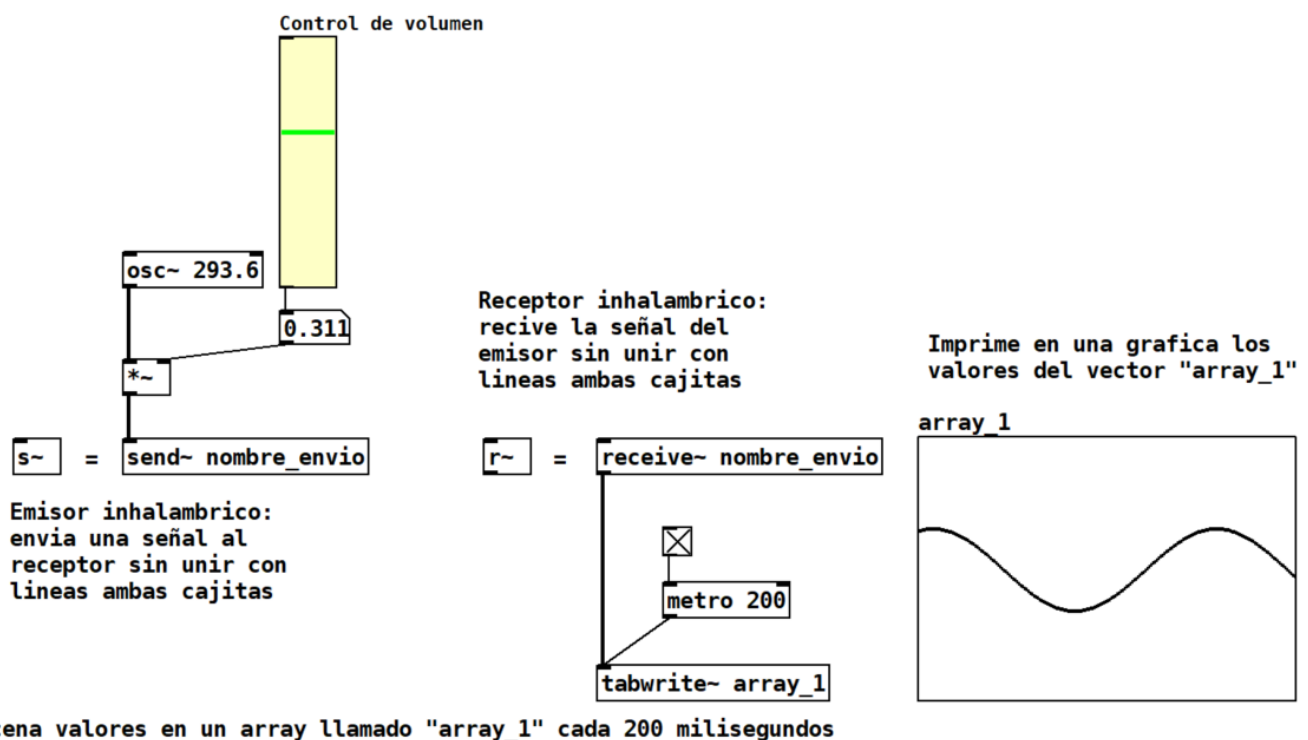 Control de volumen
osc~ 293.6
0.311
*~
s~ = send~ nombre_envio
Emisor inhalambrico:
envia una señal al
receptor sin unir con
lineas ambas cajitas
Receptor inhalambrico:
recive la señal del
emisor sin unir con
lineas ambas cajitas
r~ = receive~ nombre_envio
metro 200
tabwrite~ array_1
Imprime en una grafica los
valores del vector "array_1"
array_1
valores en un array llamado "array_1" cada 200 milisegundos